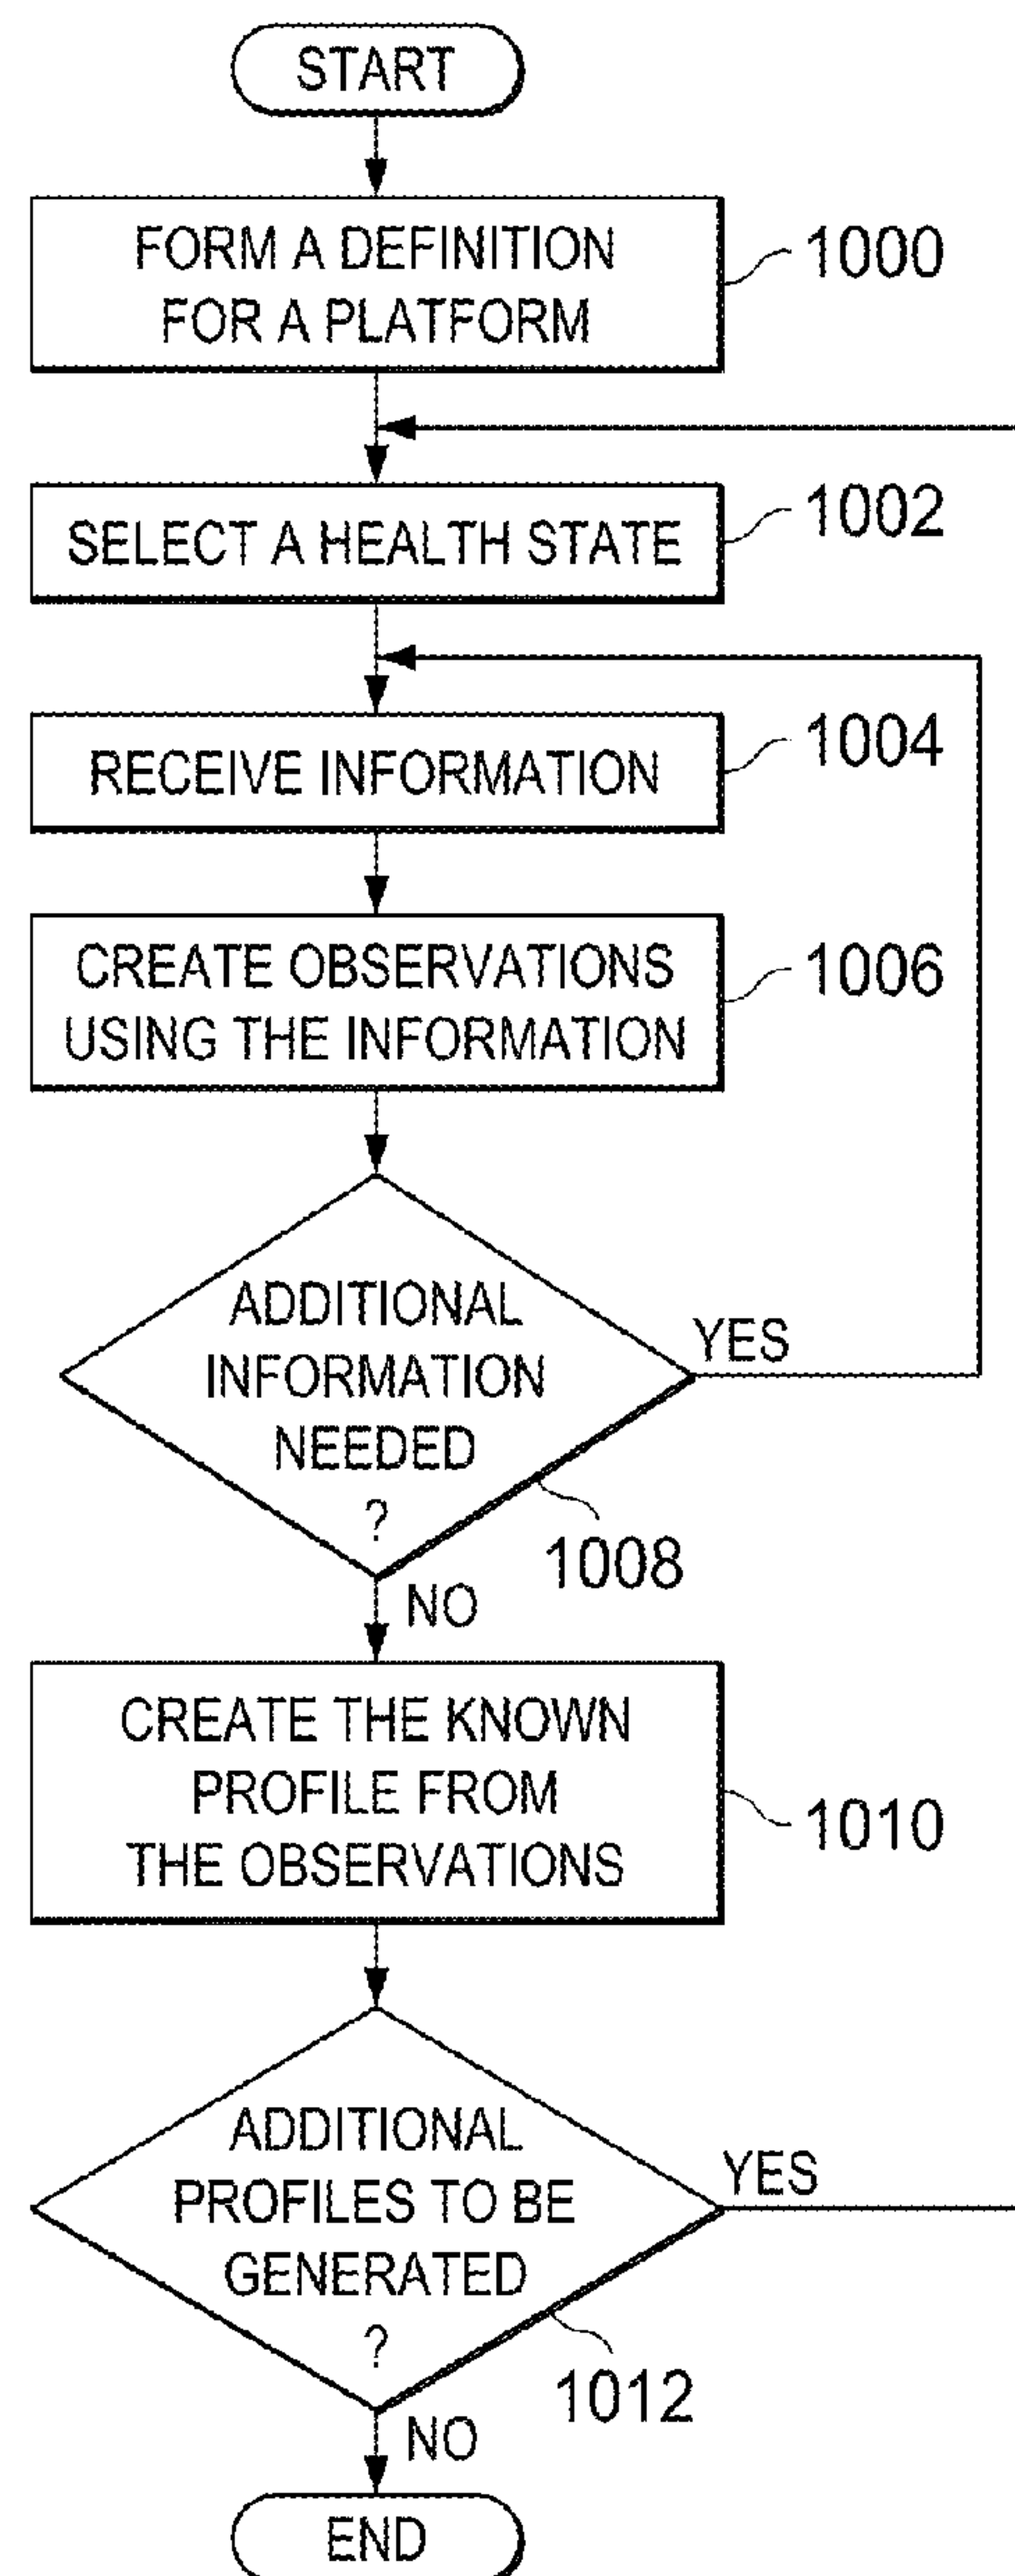 START
FORM A DEFINITION
FOR A PLATFORM
1000
SELECT A HEALTH STATE
1002
RECEIVE INFORMATION
1004
CREATE OBSERVATIONS
USING THE INFORMATION
1006
ADDITIONAL
INFORMATION
NEEDED
?
YES
1008
NO
CREATE THE KNOWN
PROFILE FROM
THE OBSERVATIONS
1010
ADDITIONAL
PROFILES TO BE
GENERATED
?
YES
1012
NO
END